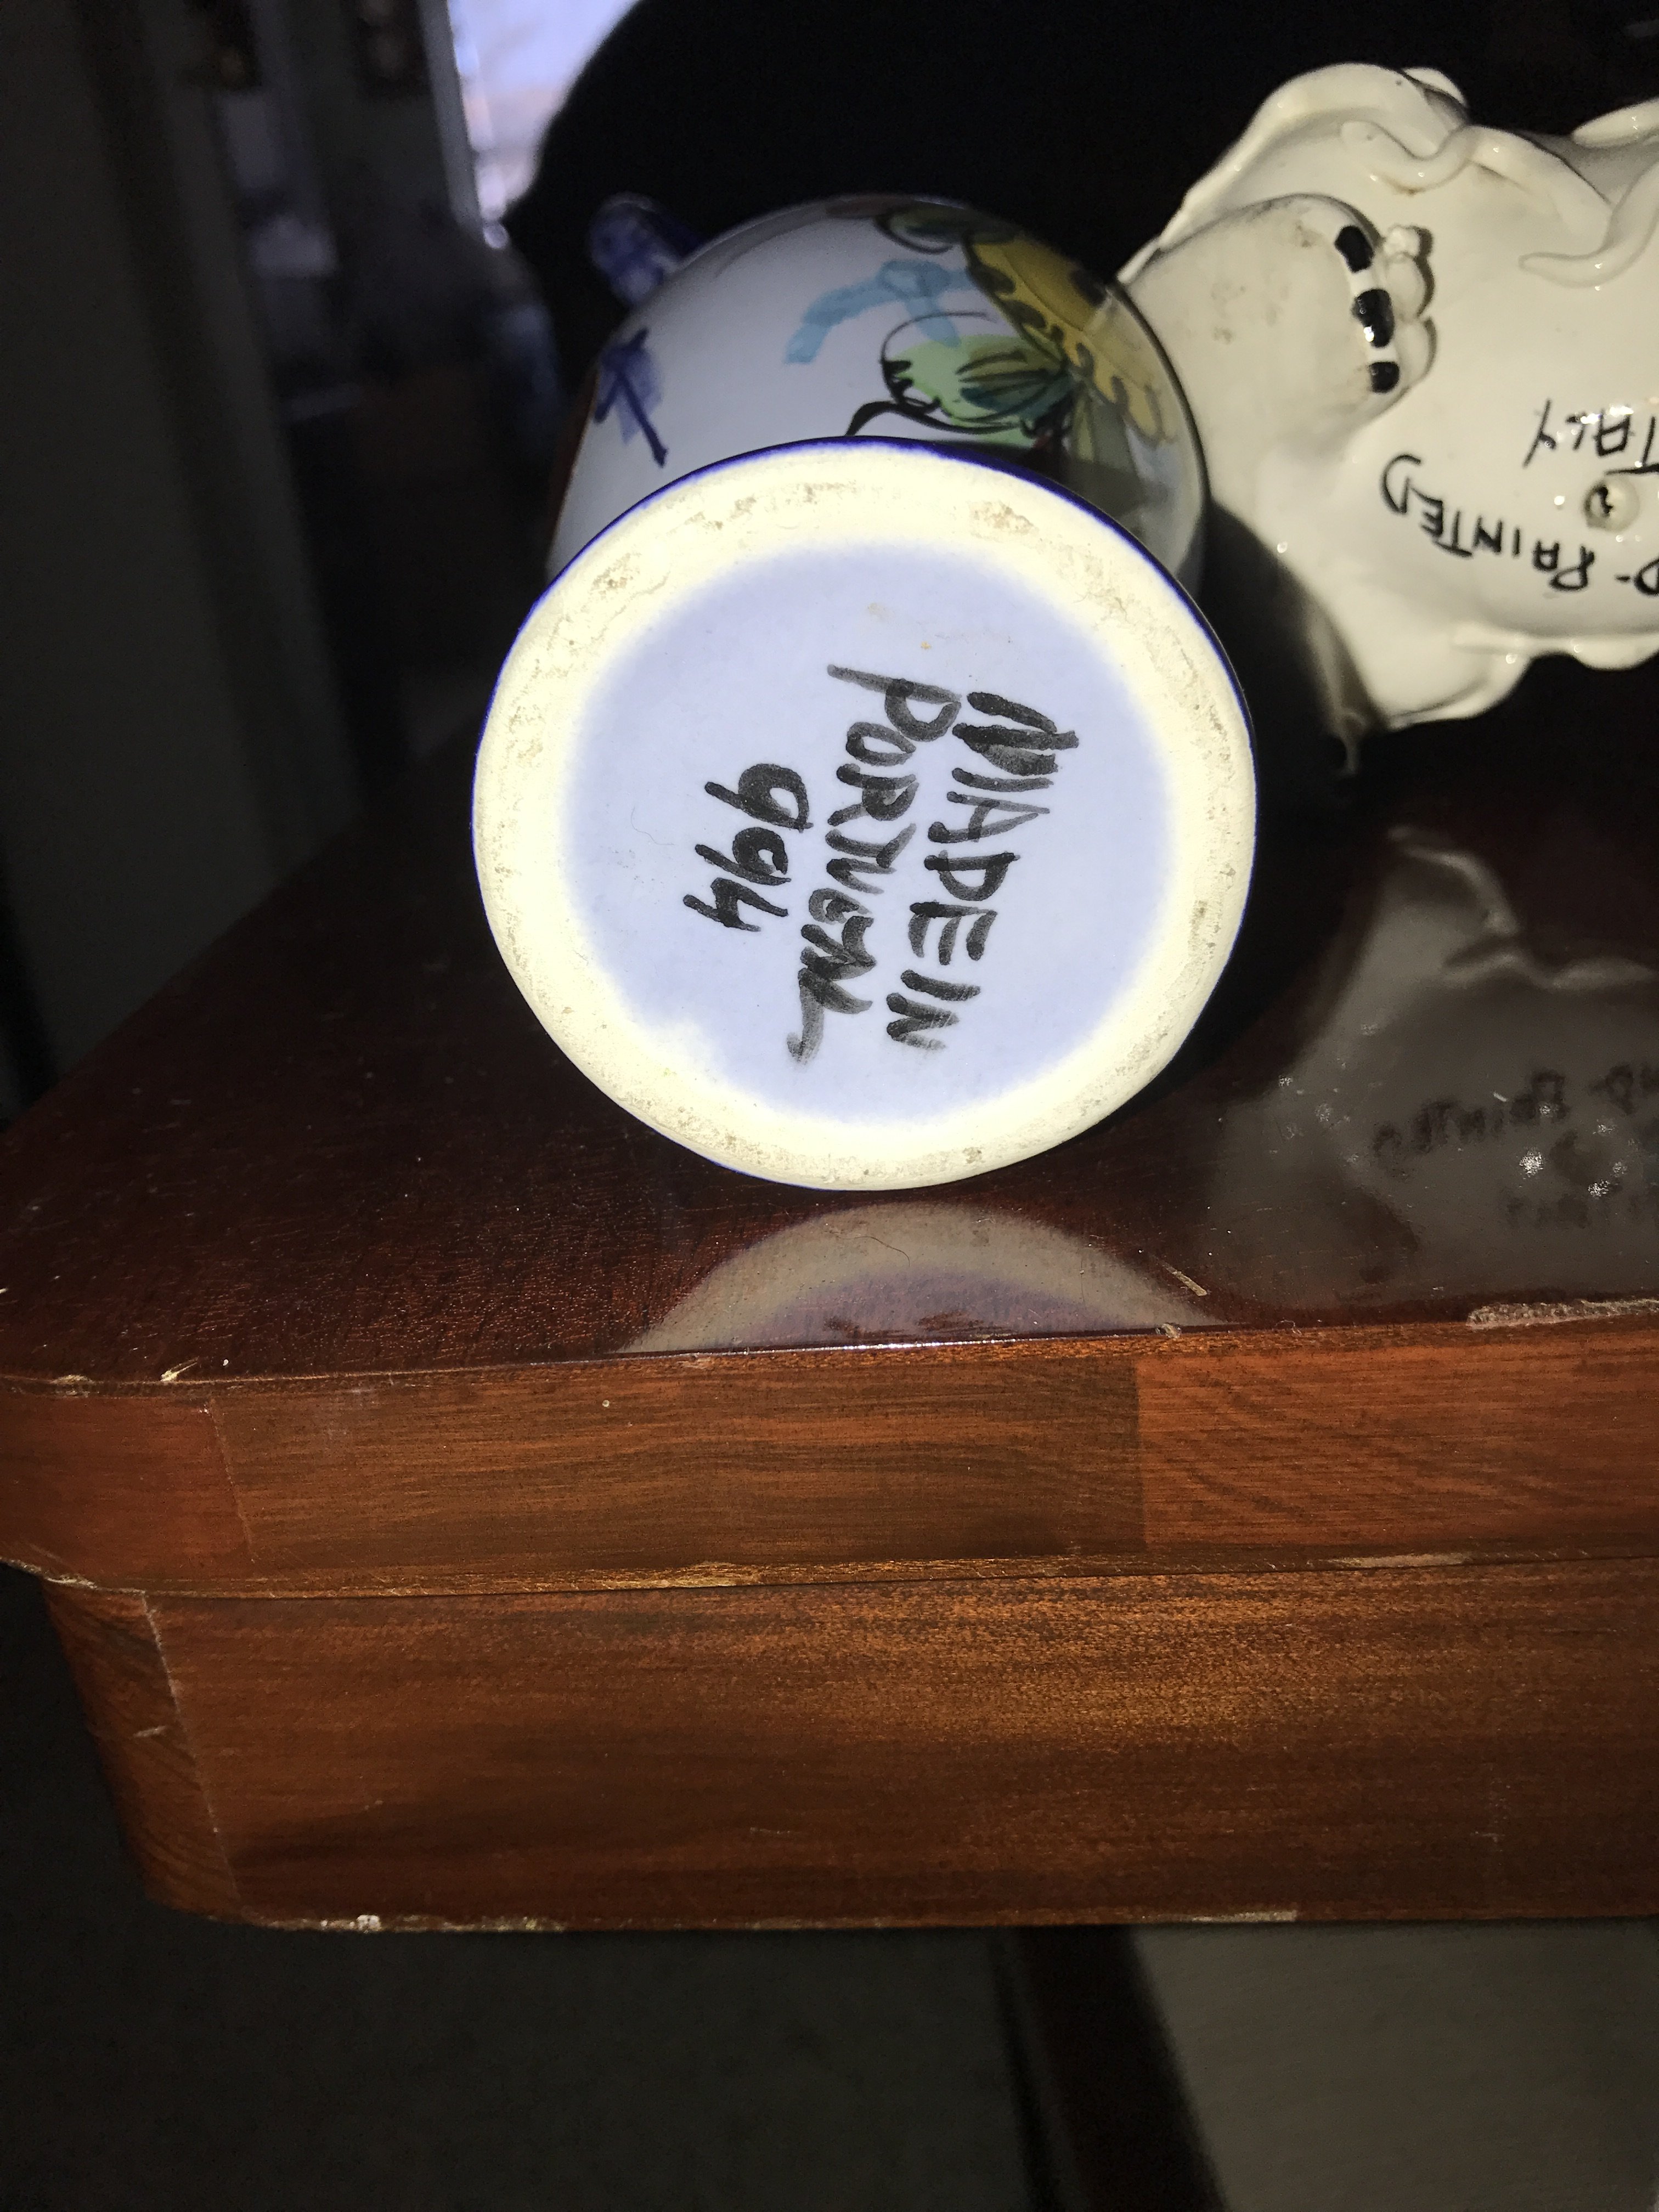 MADE IN
PORTUGAL
994
D-PAINTED
ITALY